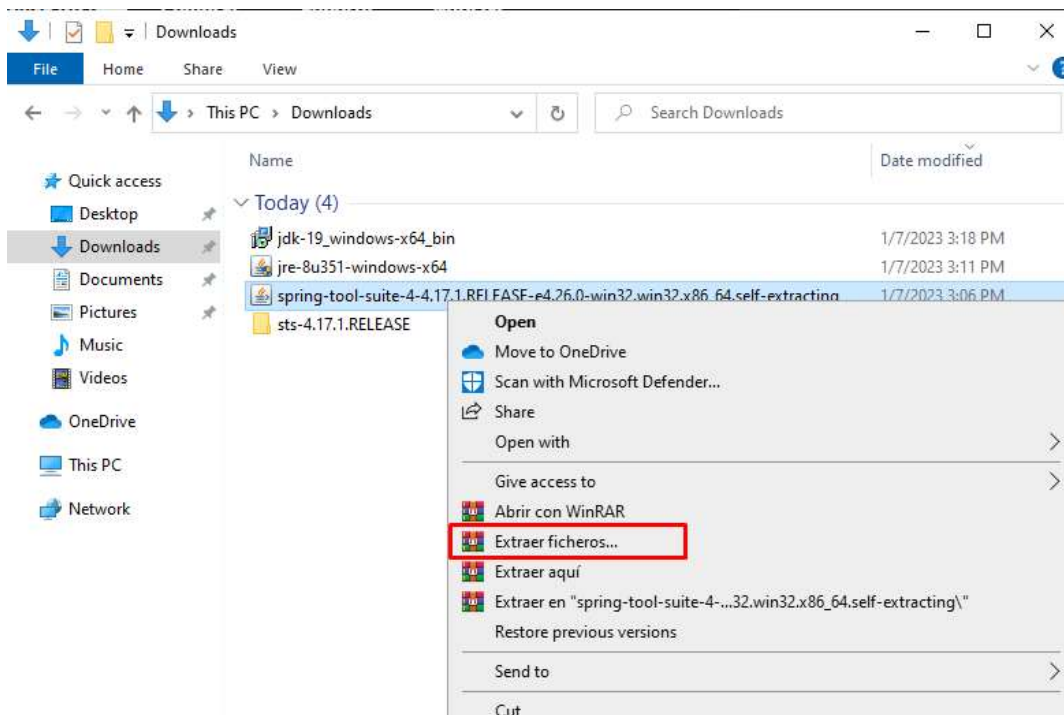 Downloads
File Home Share View
This PC > Downloads
Search Downloads
Name Date modified
Quick access
Today (4)
Desktop
jdk-19_windows-x64_bin 1/7/2023 3:18 PM
Downloads
jre-8u351-windows-x64 1/7/2023 3:11 PM
Documents
spring-tool-suite-4-4.17.1.RELEASE-e4.26.0-win32.win32.x86_64.self-extracting 1/7/2023 3:06 PM
Pictures
sts-4.17.1.RELEASE
Music
Videos
OneDrive
This PC
Network
Open
Move to OneDrive
Scan with Microsoft Defender...
Share
Open with
Give access to
Abrir con WinRAR
Extraer ficheros...
Extraer aquí
Extraer en "spring-tool-suite-4-...32.win32.x86_64.self-extracting\"
Restore previous versions
Send to
Cut